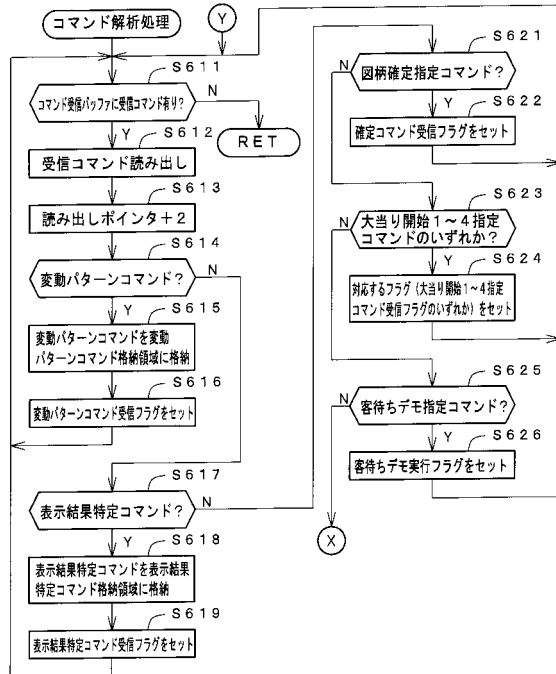 コマンド解析処理
Y
S611
コマンド受信バッファに受信コマンド有り?
N
RET
Y
S612
受信コマンド読み出し
S613
読み出しポインタ+2
S614
変動パターンコマンド?
N
Y
S615
変動パターンコマンドを変動
パターンコマンド格納領域に格納
S616
変動パターンコマンド受信フラグをセット
S617
表示結果特定コマンド?
N
Y
S618
表示結果特定コマンドを表示結果
特定コマンド格納領域に格納
S619
表示結果特定コマンド受信フラグをセット
S621
N
図柄確定指定コマンド?
Y
S622
確定コマンド受信フラグをセット
S623
N
大当り開始1~4指定
コマンドのいずれか?
Y
S624
対応するフラグ(大当り開始1~4指定
コマンド受信フラグのいずれか)をセット
S625
N
客待ちデモ指定コマンド?
Y
S626
客待ちデモ実行フラグをセット
X